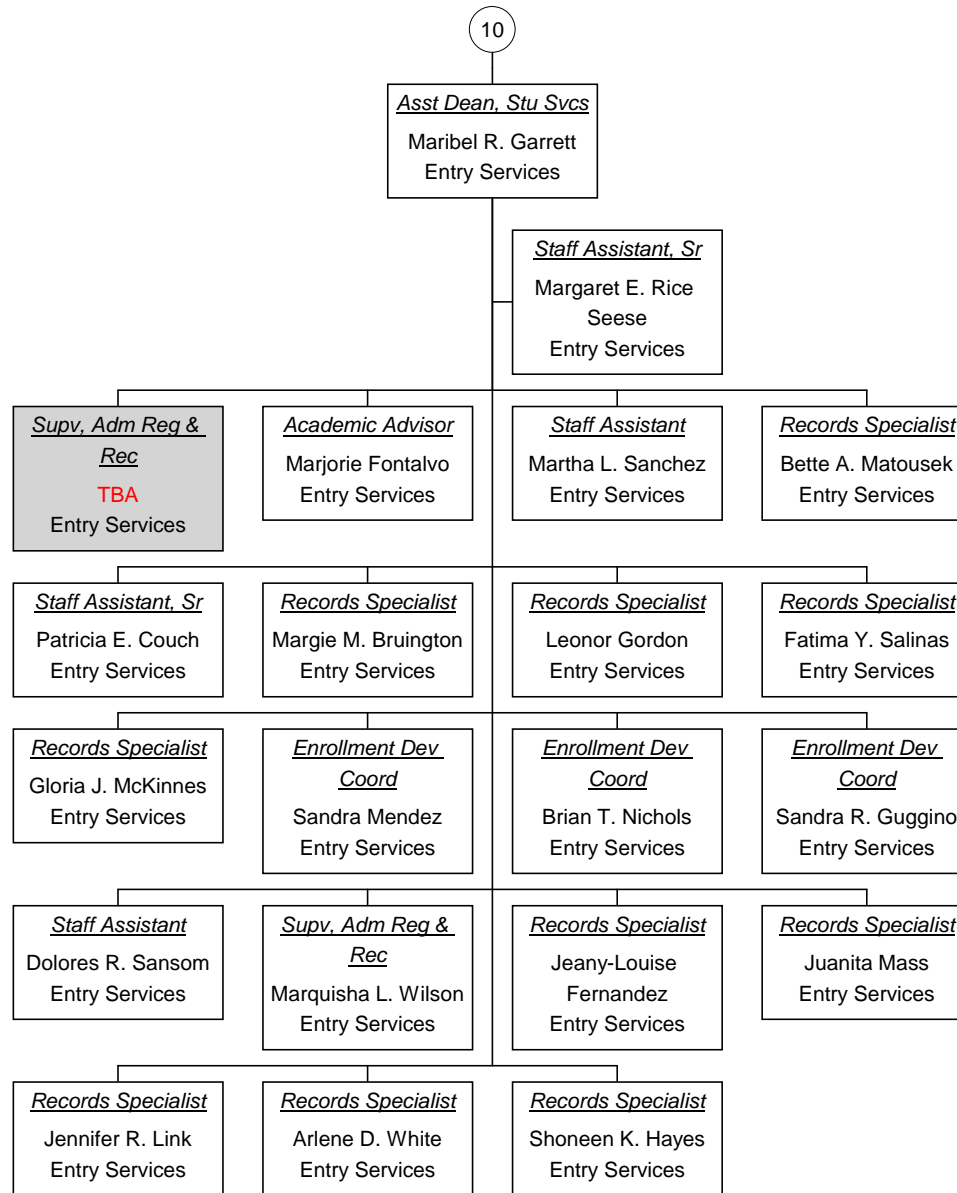 10
Asst Dean, Stu Svcs
Maribel R. Garrett
Entry Services
Staff Assistant, Sr
Margaret E. Rice
Seese
Entry Services
Supv, Adm Reg &
Rec
TBA
Entry Services
Academic Advisor
Marjorie Fontalvo
Entry Services
Staff Assistant
Martha L. Sanchez
Entry Services
Records Specialist
Bette A. Matousek
Entry Services
Staff Assistant, Sr
Patricia E. Couch
Entry Services
Records Specialist
Margie M. Bruington
Entry Services
Records Specialist
Leonor Gordon
Entry Services
Records Specialist
Fatima Y. Salinas
Entry Services
Records Specialist
Gloria J. McKinnes
Entry Services
Enrollment Dev
Coord
Sandra Mendez
Entry Services
Enrollment Dev
Coord
Brian T. Nichols
Entry Services
Enrollment Dev
Coord
Sandra R. Guggino
Entry Services
Staff Assistant
Dolores R. Sansom
Entry Services
Supv, Adm Reg &
Rec
Marquisha L. Wilson
Entry Services
Records Specialist
Jeany-Louise
Fernandez
Entry Services
Records Specialist
Juanita Mass
Entry Services
Records Specialist
Jennifer R. Link
Entry Services
Records Specialist
Arlene D. White
Entry Services
Records Specialist
Shoneen K. Hayes
Entry Services